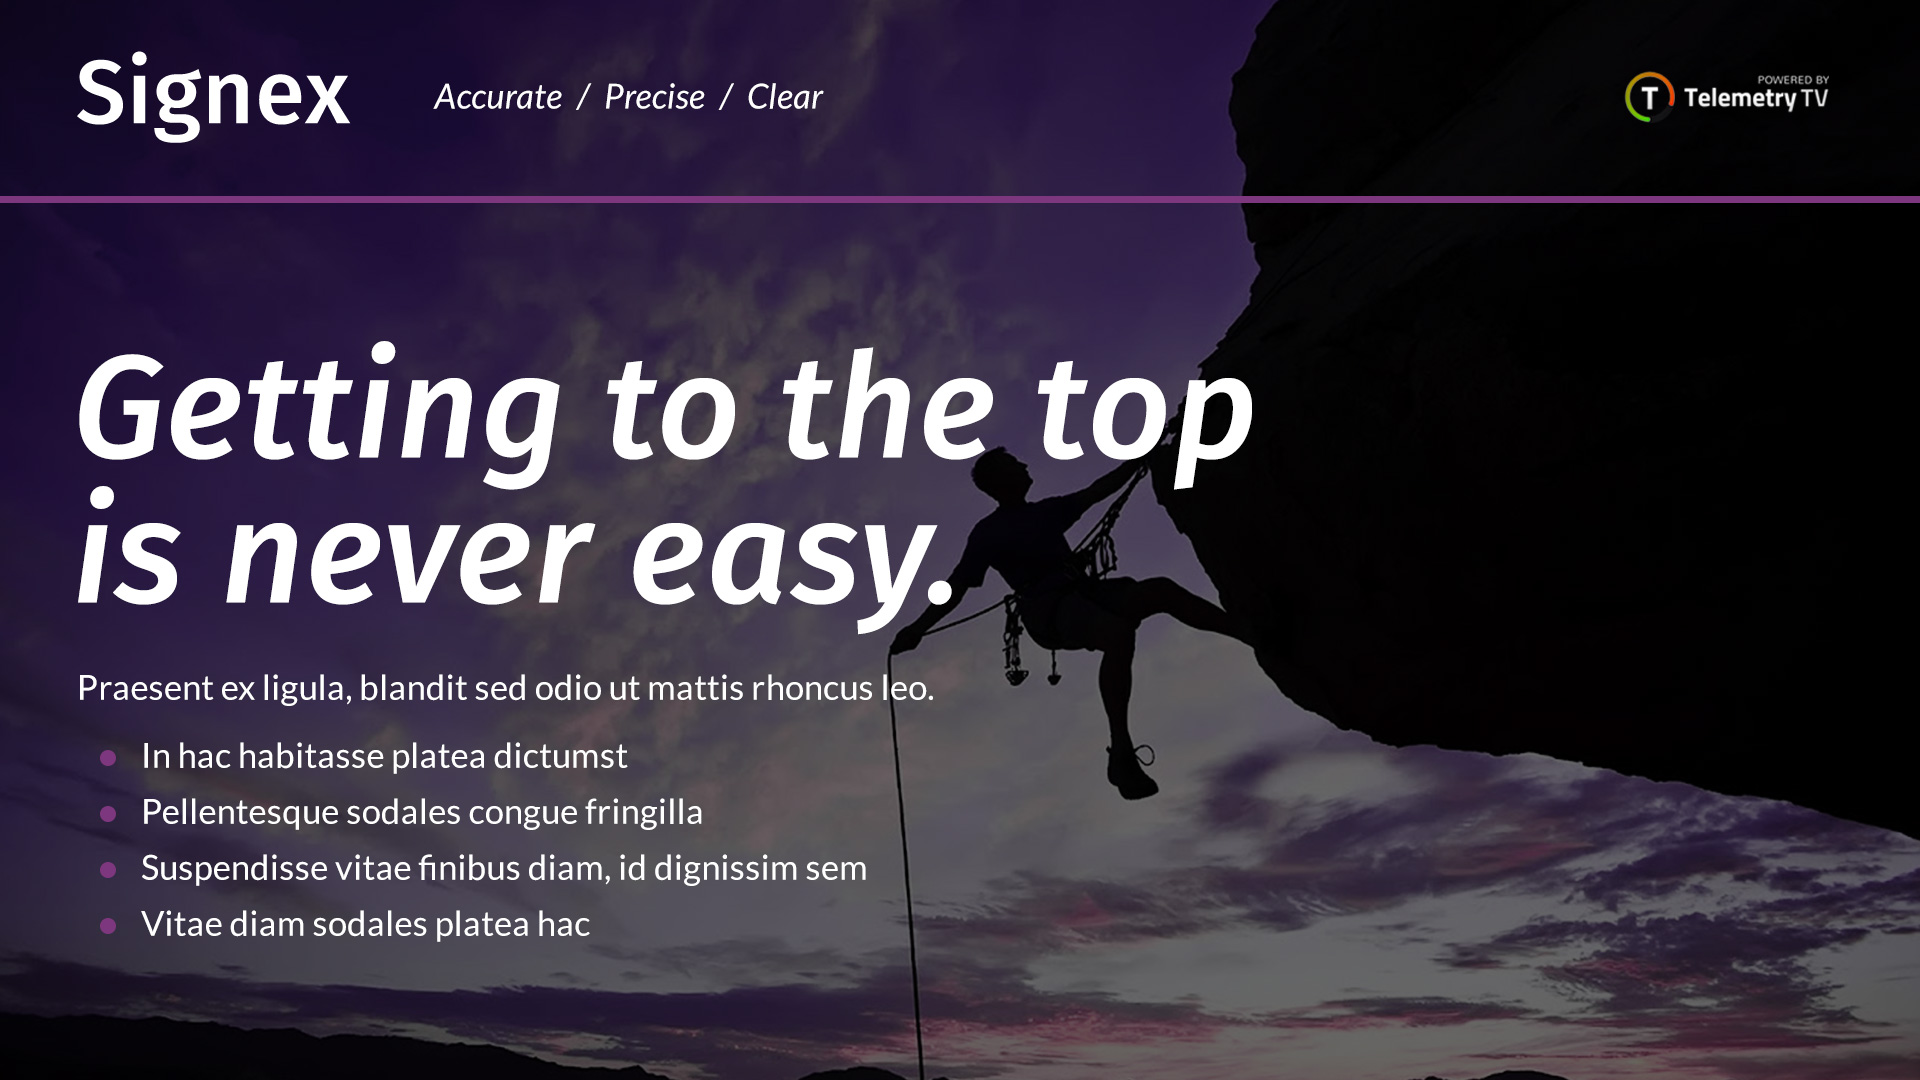 Signex
Accurate / Precise / Clear
POWERED BY
T Telemetry TV
Getting to the top
is never easy.
Praesent ex ligula, blandit sed odio ut mattis rhoncus leo.
In hac habitasse platea dictumst
Pellentesque sodales congue fringilla
Suspendisse vitae finibus diam, id dignissim sem
Vitae diam sodales platea hac